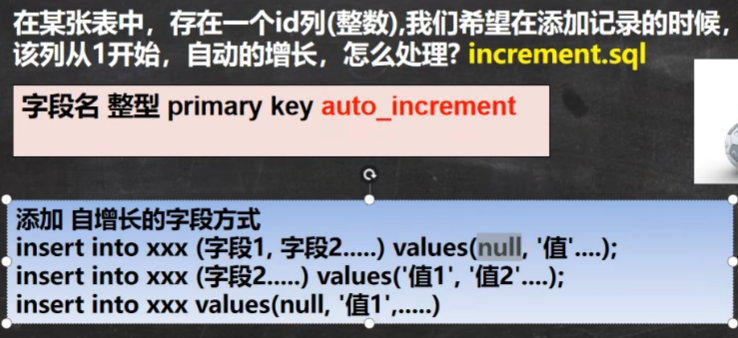 在某张表中，存在一个id列(整数),我们希望在添加记录的时候，
该列从1开始，自动的增长，怎么处理? increment.sql
字段名 整型 primary key auto_increment
添加 自增长的字段方式
insert into xxx (字段1, 字段2.....) values(null, '值'....);
insert into xxx (字段2.....) values('值1', '值2'....);
insert into xxx values(null, '值1',.....)